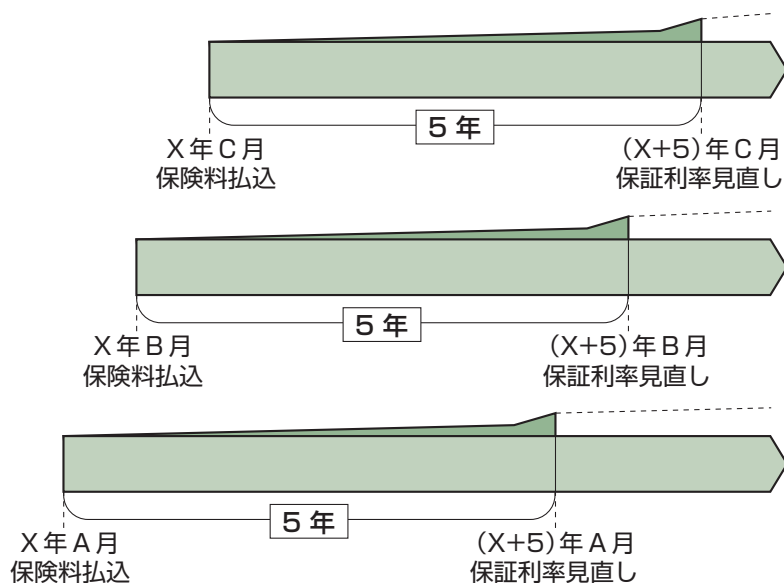 5年
X年C月
保険料払込
(X+5)年C月
保証利率見直し
5年
X年B月
保険料払込
(X+5)年B月
保証利率見直し
5年
X年A月
保険料払込
(X+5)年A月
保証利率見直し